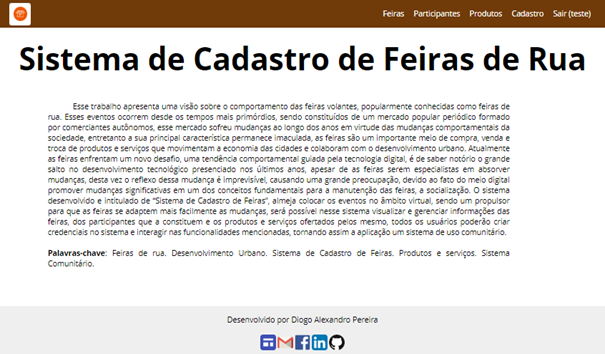 Feiras Participantes Produtos Cadastro Sair (teste)
Sistema de Cadastro de Feiras de Rua
Esse trabalho apresenta uma visão sobre o comportamento das feiras volantes, popularmente conhecidas como feiras de
rua. Esses eventos ocorrem desde os tempos mais primórdios, sendo constituídos de um mercado popular periódico formado
por comerciantes autônomos, esse mercado sofreu mudanças ao longo dos anos em virtude das mudanças comportamentais da
sociedade, entretanto a sua principal característica permanece imaculada, as feiras são um importante meio de compra, venda e
troca de produtos e serviços que movimentam a economia das cidades e colaboram com o desenvolvimento urbano. Atualmente
as feiras enfrentam um novo desafio, uma tendência comportamental guiada pela tecnologia digital, é de saber notório o grande
salto no desenvolvimento tecnológico presenciado nos últimos anos, apesar de as feiras serem especialistas em absorver
mudanças, desta vez o reflexo dessa mudança é imprevisível, causando uma grande preocupação, devido ao fato do meio digital
promover mudanças significativas em um dos conceitos fundamentais para a manutenção das feiras, a socialização. O sistema
desenvolvido e intitulado de “Sistema de Cadastro de Feiras”, almeja colocar os eventos no âmbito virtual, sendo um propulsor
para que as feiras se adaptem mais facilmente as mudanças, será possível nesse sistema visualizar e gerenciar informações das
feiras, dos participantes que a constituem e os produtos e serviços ofertados pelos mesmo, todos os usuários poderão criar
credenciais no sistema e interagir nas funcionalidades mencionadas, tornando assim a aplicação um sistema de uso comunitário.
Palavras-chave: Feiras de rua. Desenvolvimento Urbano. Sistema de Cadastro de Feiras. Produtos e serviços. Sistema
Comunitário.
Desenvolvido por Diogo Alexandro Pereira